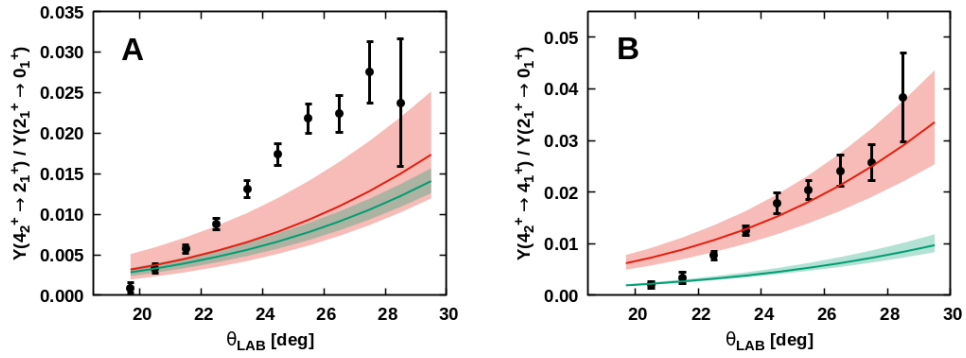 A
0.035
0.030
0.025
0.020
0.015
0.010
0.005
0.000
Y(4₂⁺ → 2₁⁺) / Y(2₁⁺ → 0₁⁺)
20 22 24 26 28 30
θLAB [deg]
B
0.05
0.04
0.03
0.02
0.01
0.00
Y(4₂⁺ → 4₁⁺) / Y(2₁⁺ → 0₁⁺)
20 22 24 26 28 30
θLAB [deg]